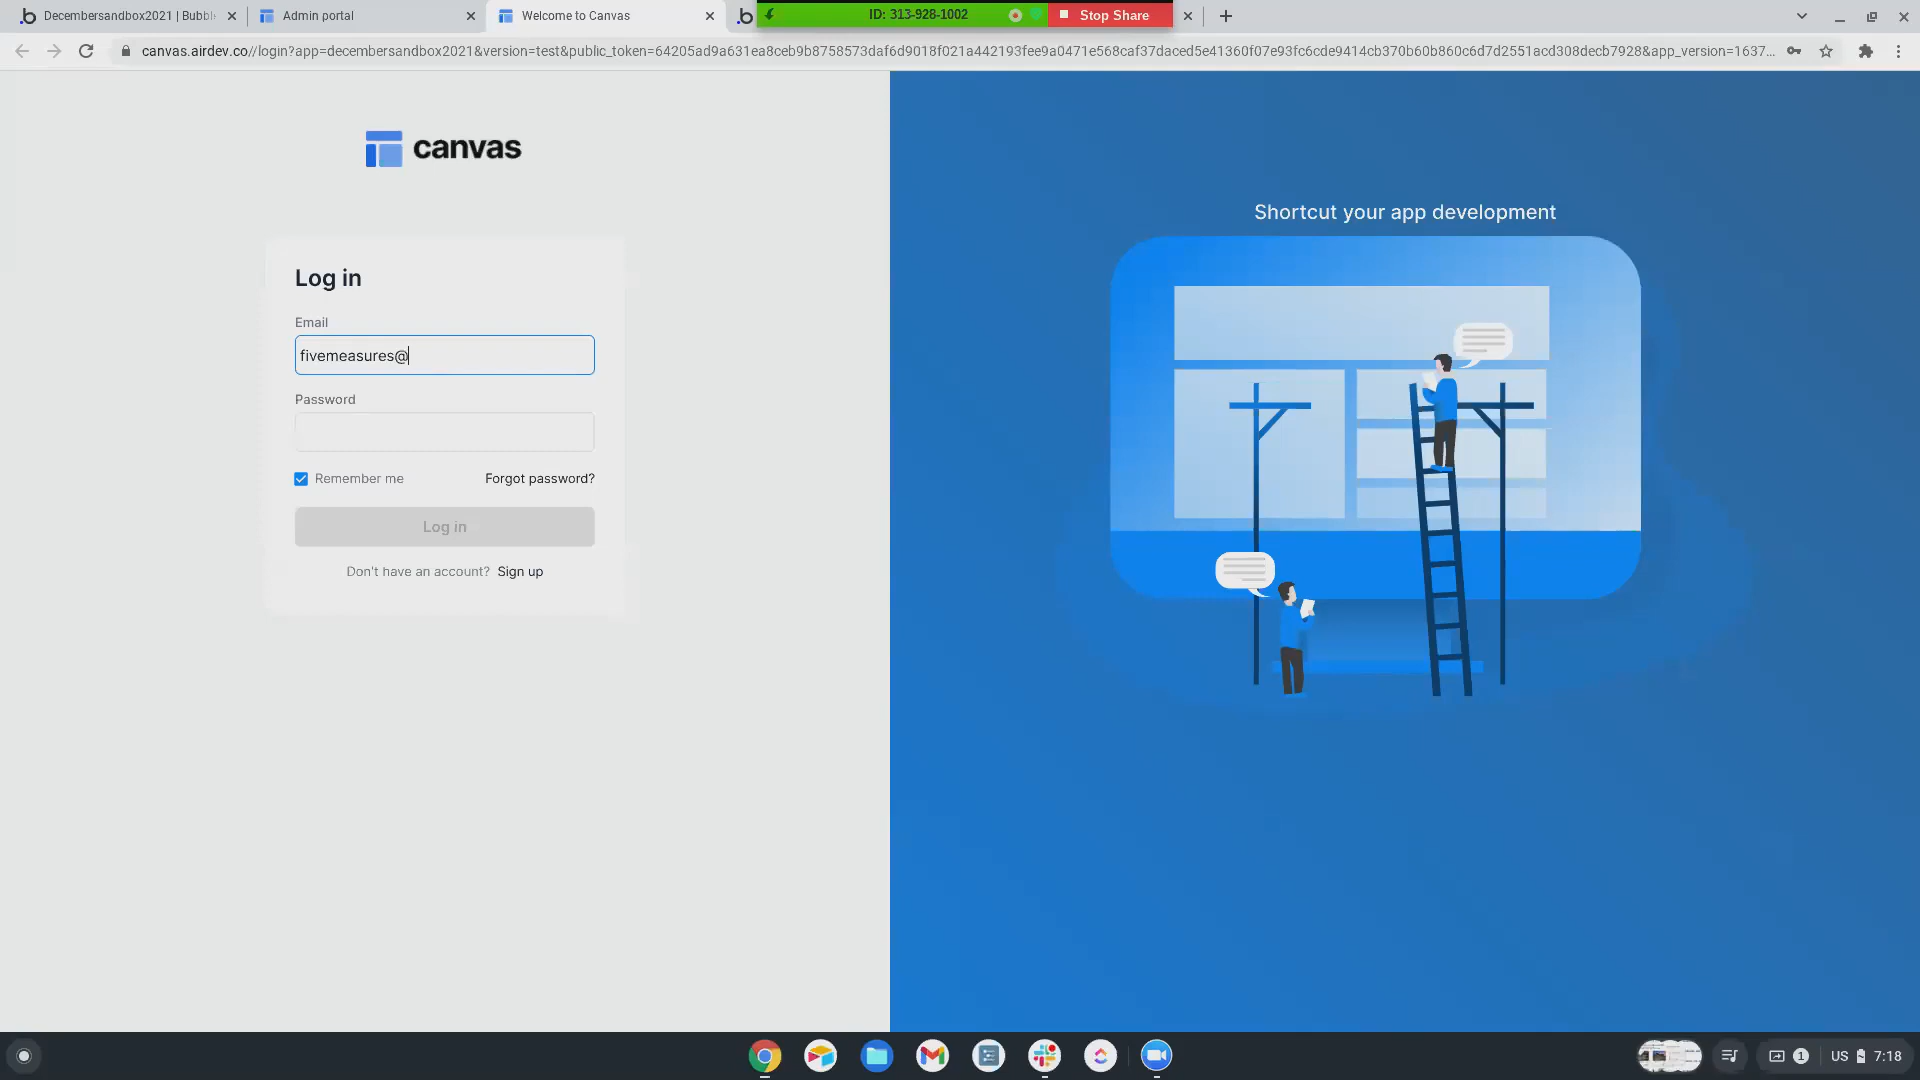 Decembersandbox2021 | Bubbl
Admin portal
Welcome to Canvas
ID: 313-928-1002
Stop Share
canvas.airdev.co//login?app=decembersandbox2021&version=test&public_token=64205ad9a631ea8ceb9b8758573daf6d9018f021a442193fee9a0471e568caf37daced5e41360f07e93fc6cde9414cb370b60b860c6d7d2551acd308decb7928&app_version=1637...
canvas
Log in
Email
fivemeasures@
Password
Remember me
Forgot password?
Log in
Don't have an account? Sign up
Shortcut your app development
1
US
7:18